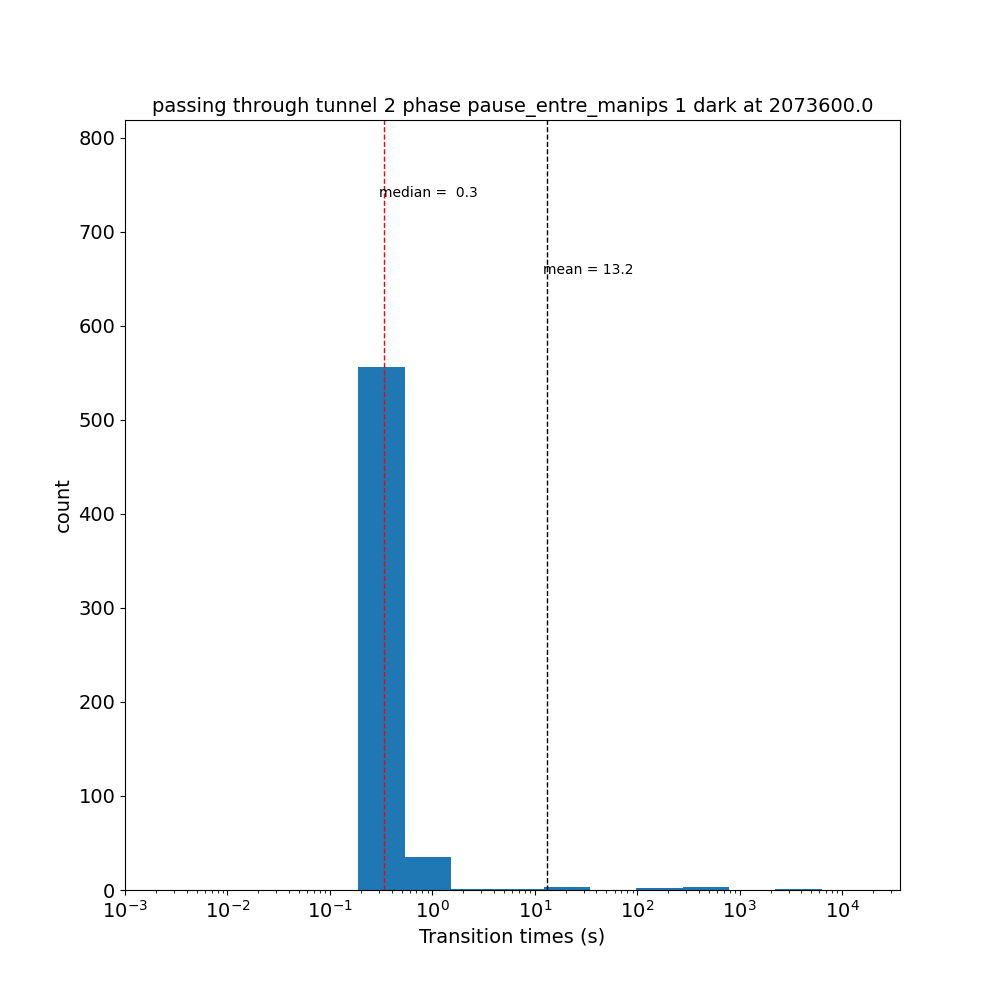 passing through tunnel 2 phase pause_entre_manips 1 dark at 2073600.0
800
median =  0.3
700
mean = 13.2
600
500
count
400
300
200
100
0
10⁻³ 10⁻² 10⁻¹ 10⁰ 10¹ 10² 10³ 10⁴
Transition times (s)